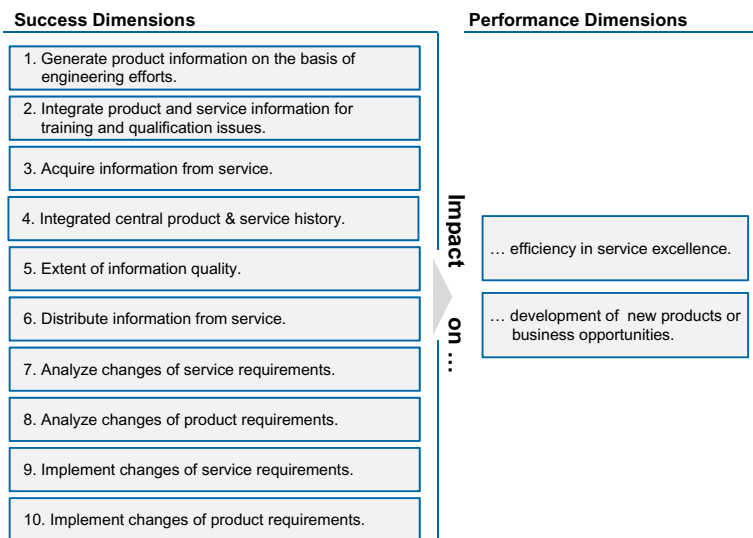 Success Dimensions
1. Generate product information on the basis of
engineering efforts.
2. Integrate product and service information for
training and qualification issues.
3. Acquire information from service.
4. Integrated central product & service history.
5. Extent of information quality.
6. Distribute information from service.
7. Analyze changes of service requirements.
8. Analyze changes of product requirements.
9. Implement changes of service requirements.
10. Implement changes of product requirements.
Impact on …
Performance Dimensions
… efficiency in service excellence.
… development of new products or
business opportunities.